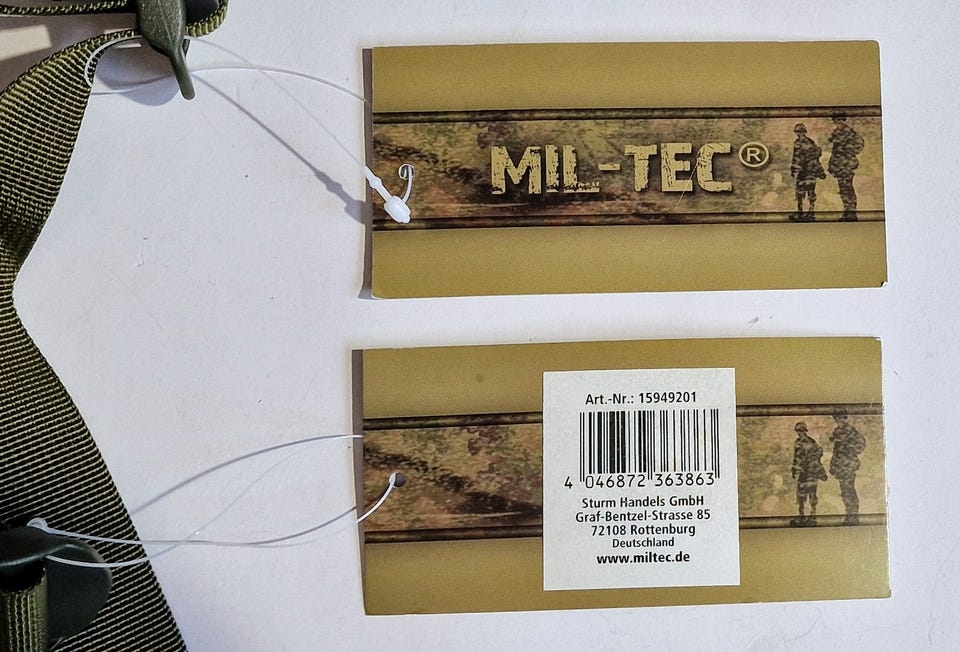 MIL-TEC®
Art.-Nr.: 15949201
4 046872 363863
Sturm Handels GmbH
Graf-Bentzel-Strasse 85
72108 Rottenburg
Deutschland
www.miltec.de